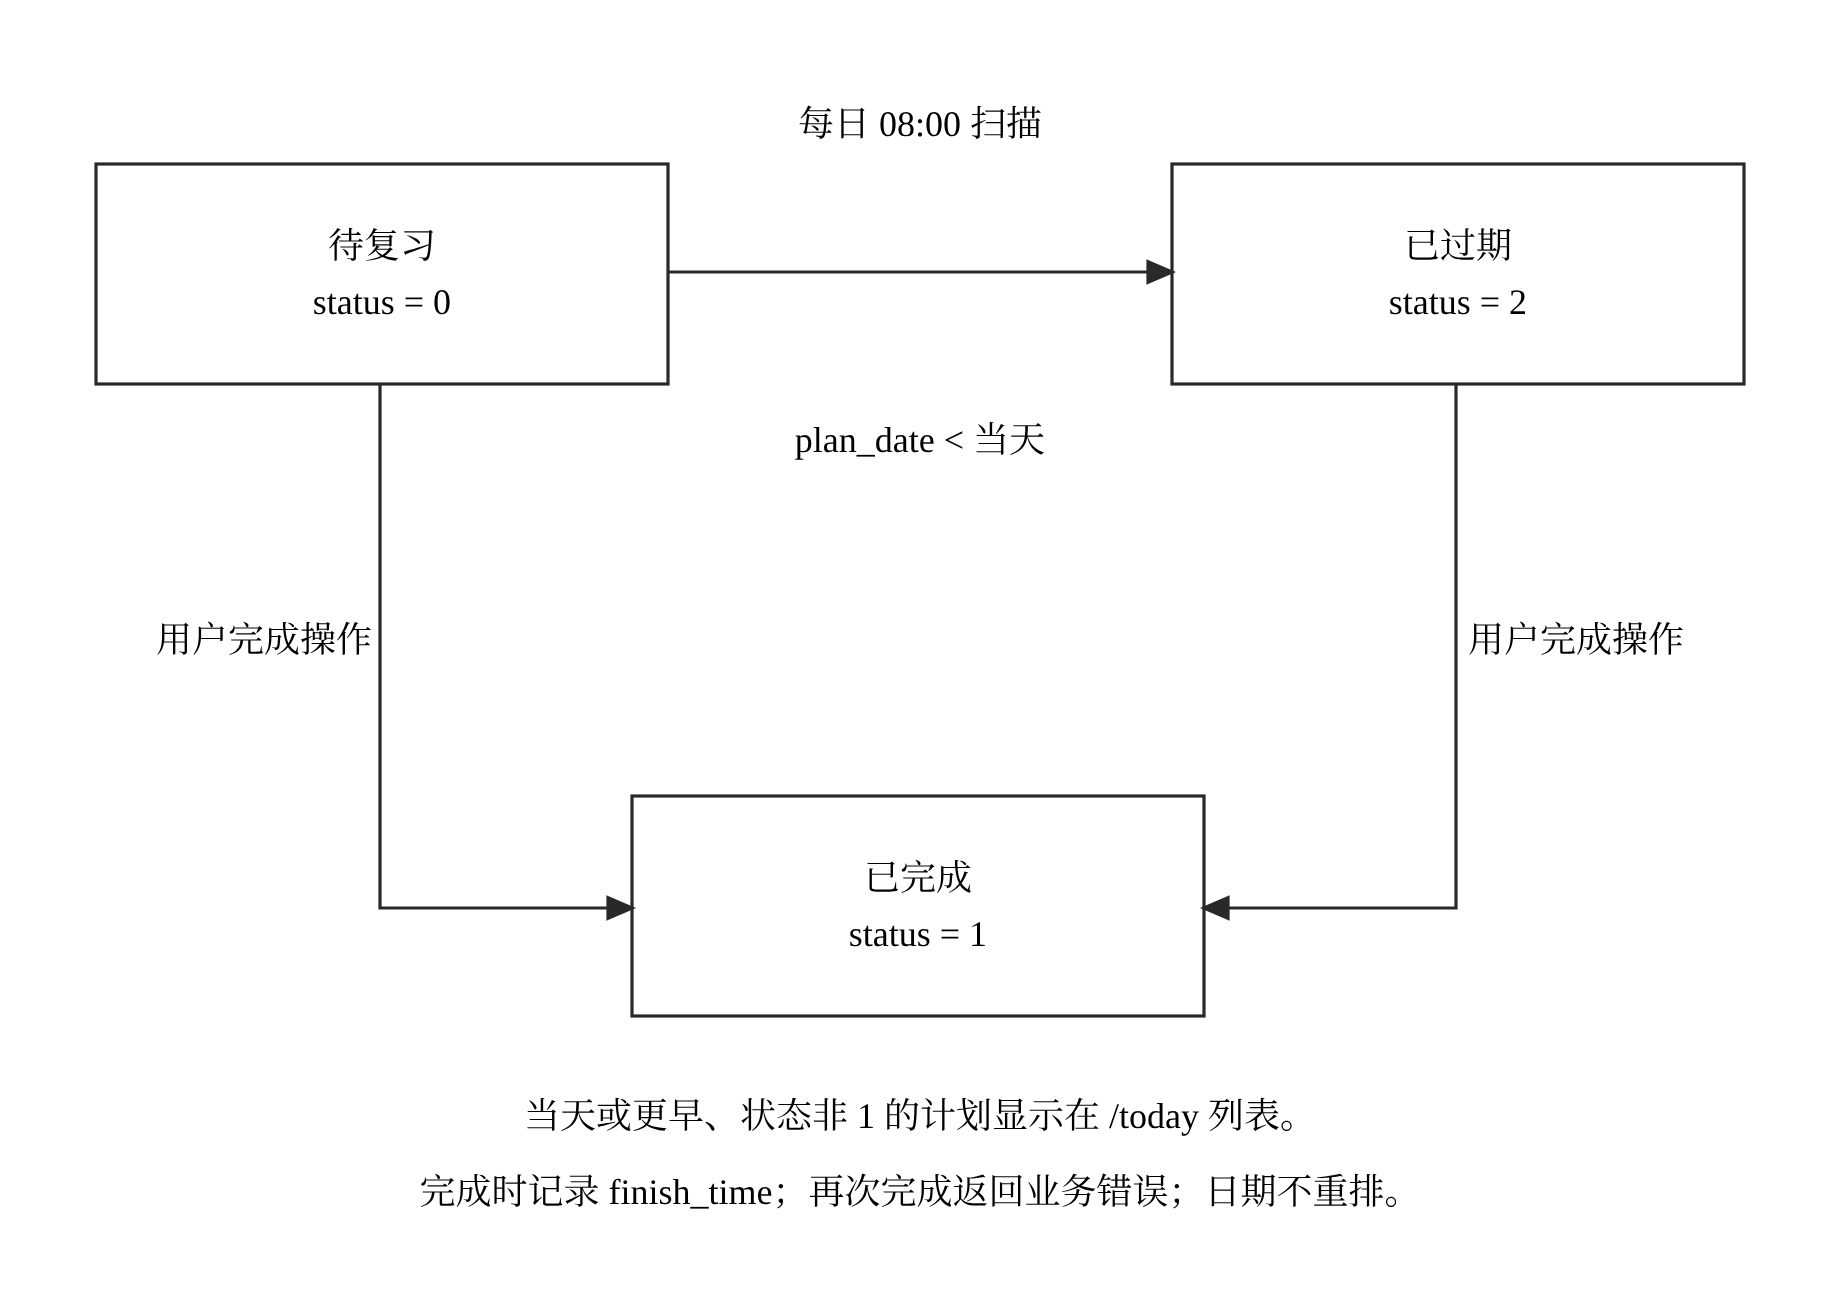 每日 08:00 扫描
待复习
status = 0
已过期
status = 2
plan_date < 当天
用户完成操作
用户完成操作
已完成
status = 1
当天或更早、状态非 1 的计划显示在 /today 列表。
完成时记录 finish_time；再次完成返回业务错误；日期不重排。